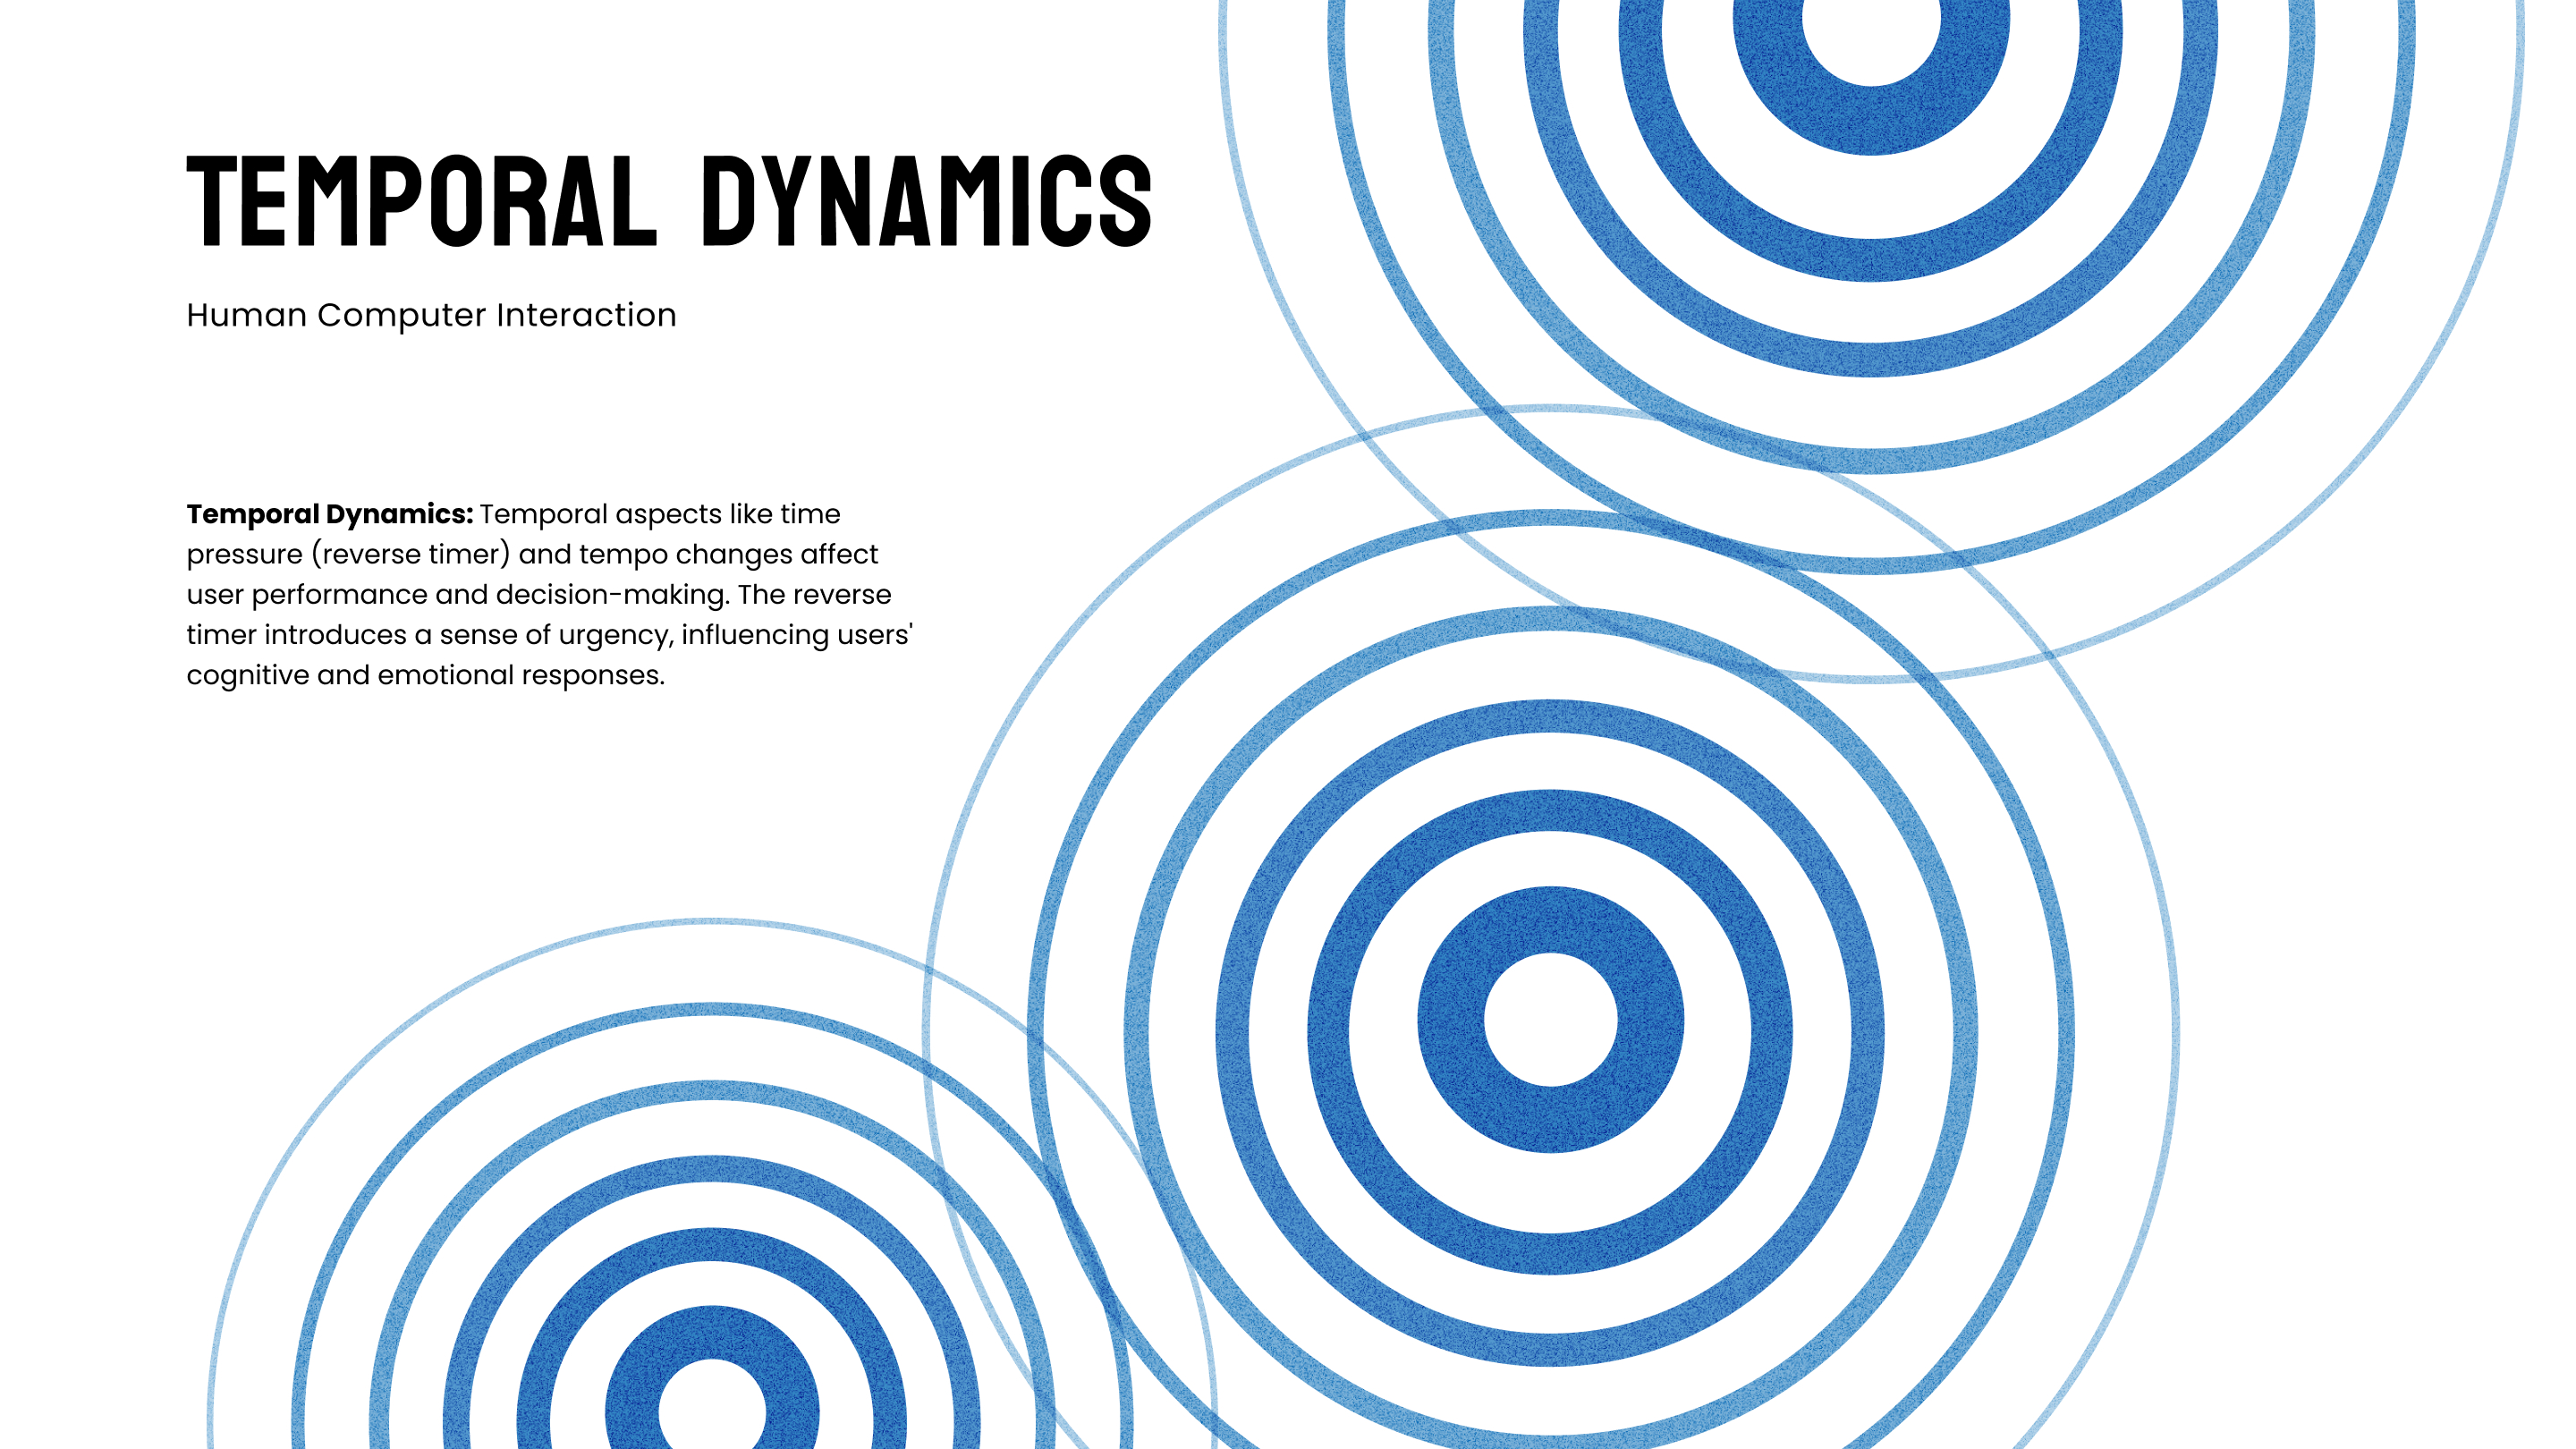 TEMPORAL DYNAMICS
Human Computer Interaction
Temporal Dynamics: Temporal aspects like time
pressure (reverse timer) and tempo changes affect
user performance and decision-making. The reverse
timer introduces a sense of urgency, influencing users'
cognitive and emotional responses.